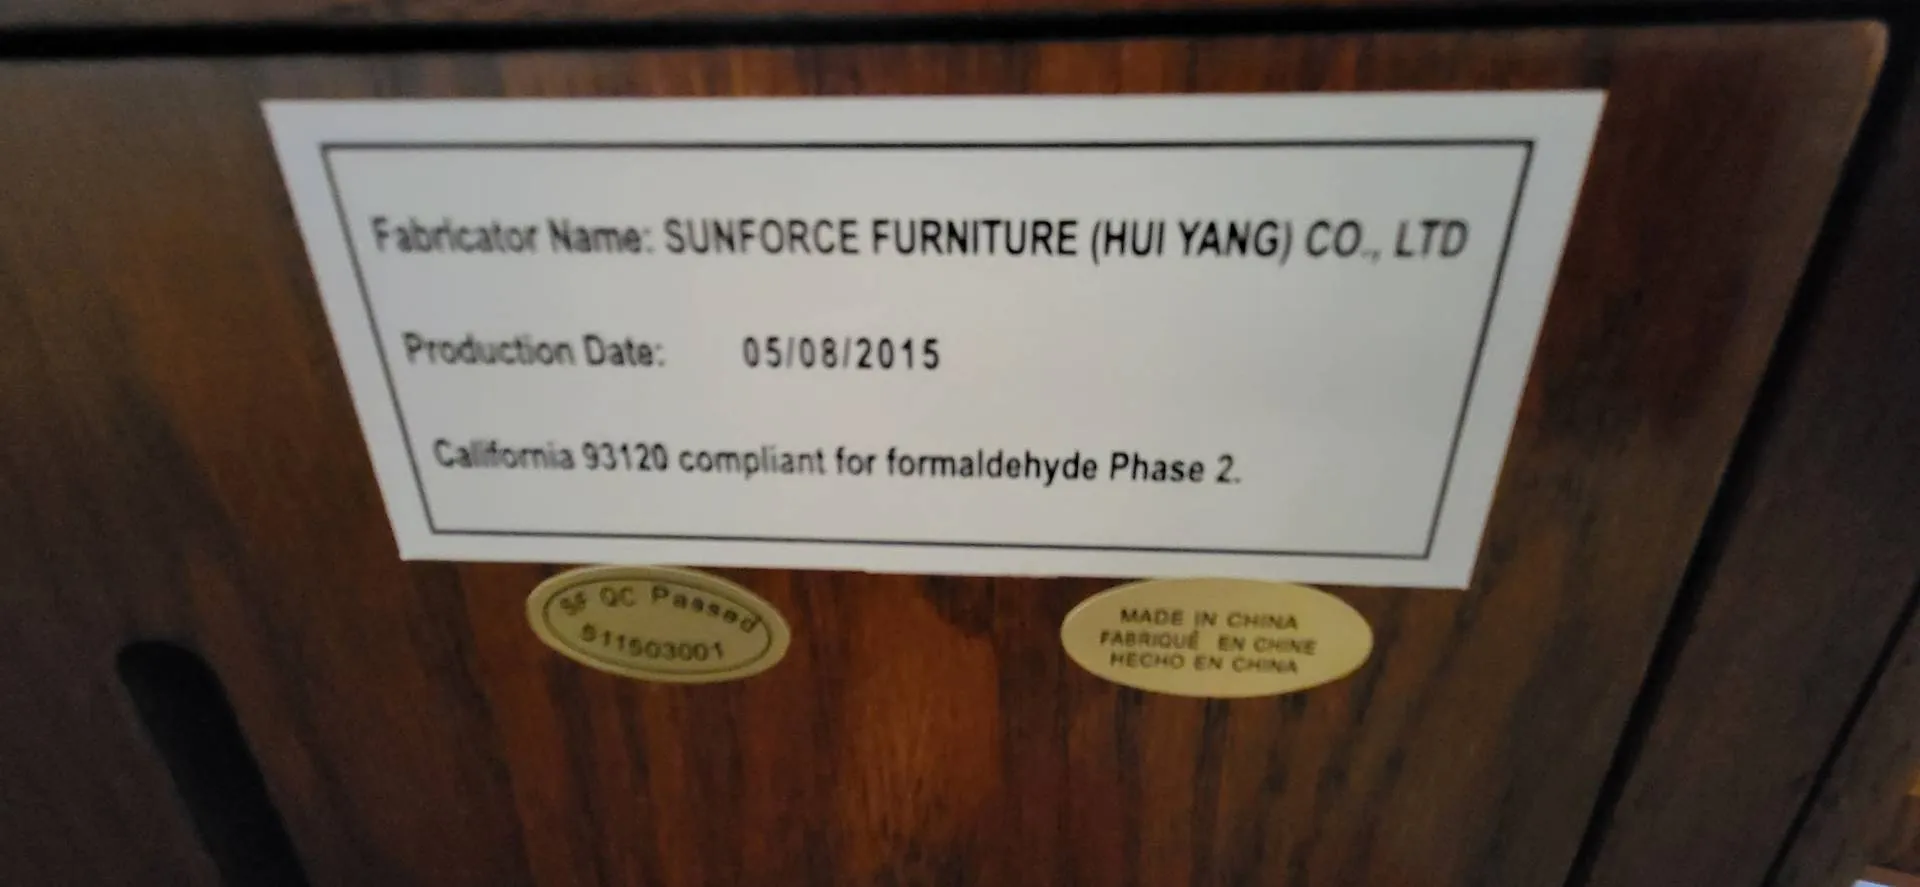 Fabricator Name: SUNFORCE FURNITURE (HUI YANG) CO., LTD
Production Date: 05/08/2015
California 93120 compliant for formaldehyde Phase 2.
SF QC Passed
511503001
MADE IN CHINA
FABRIQUÉ EN CHINE
HECHO EN CHINA